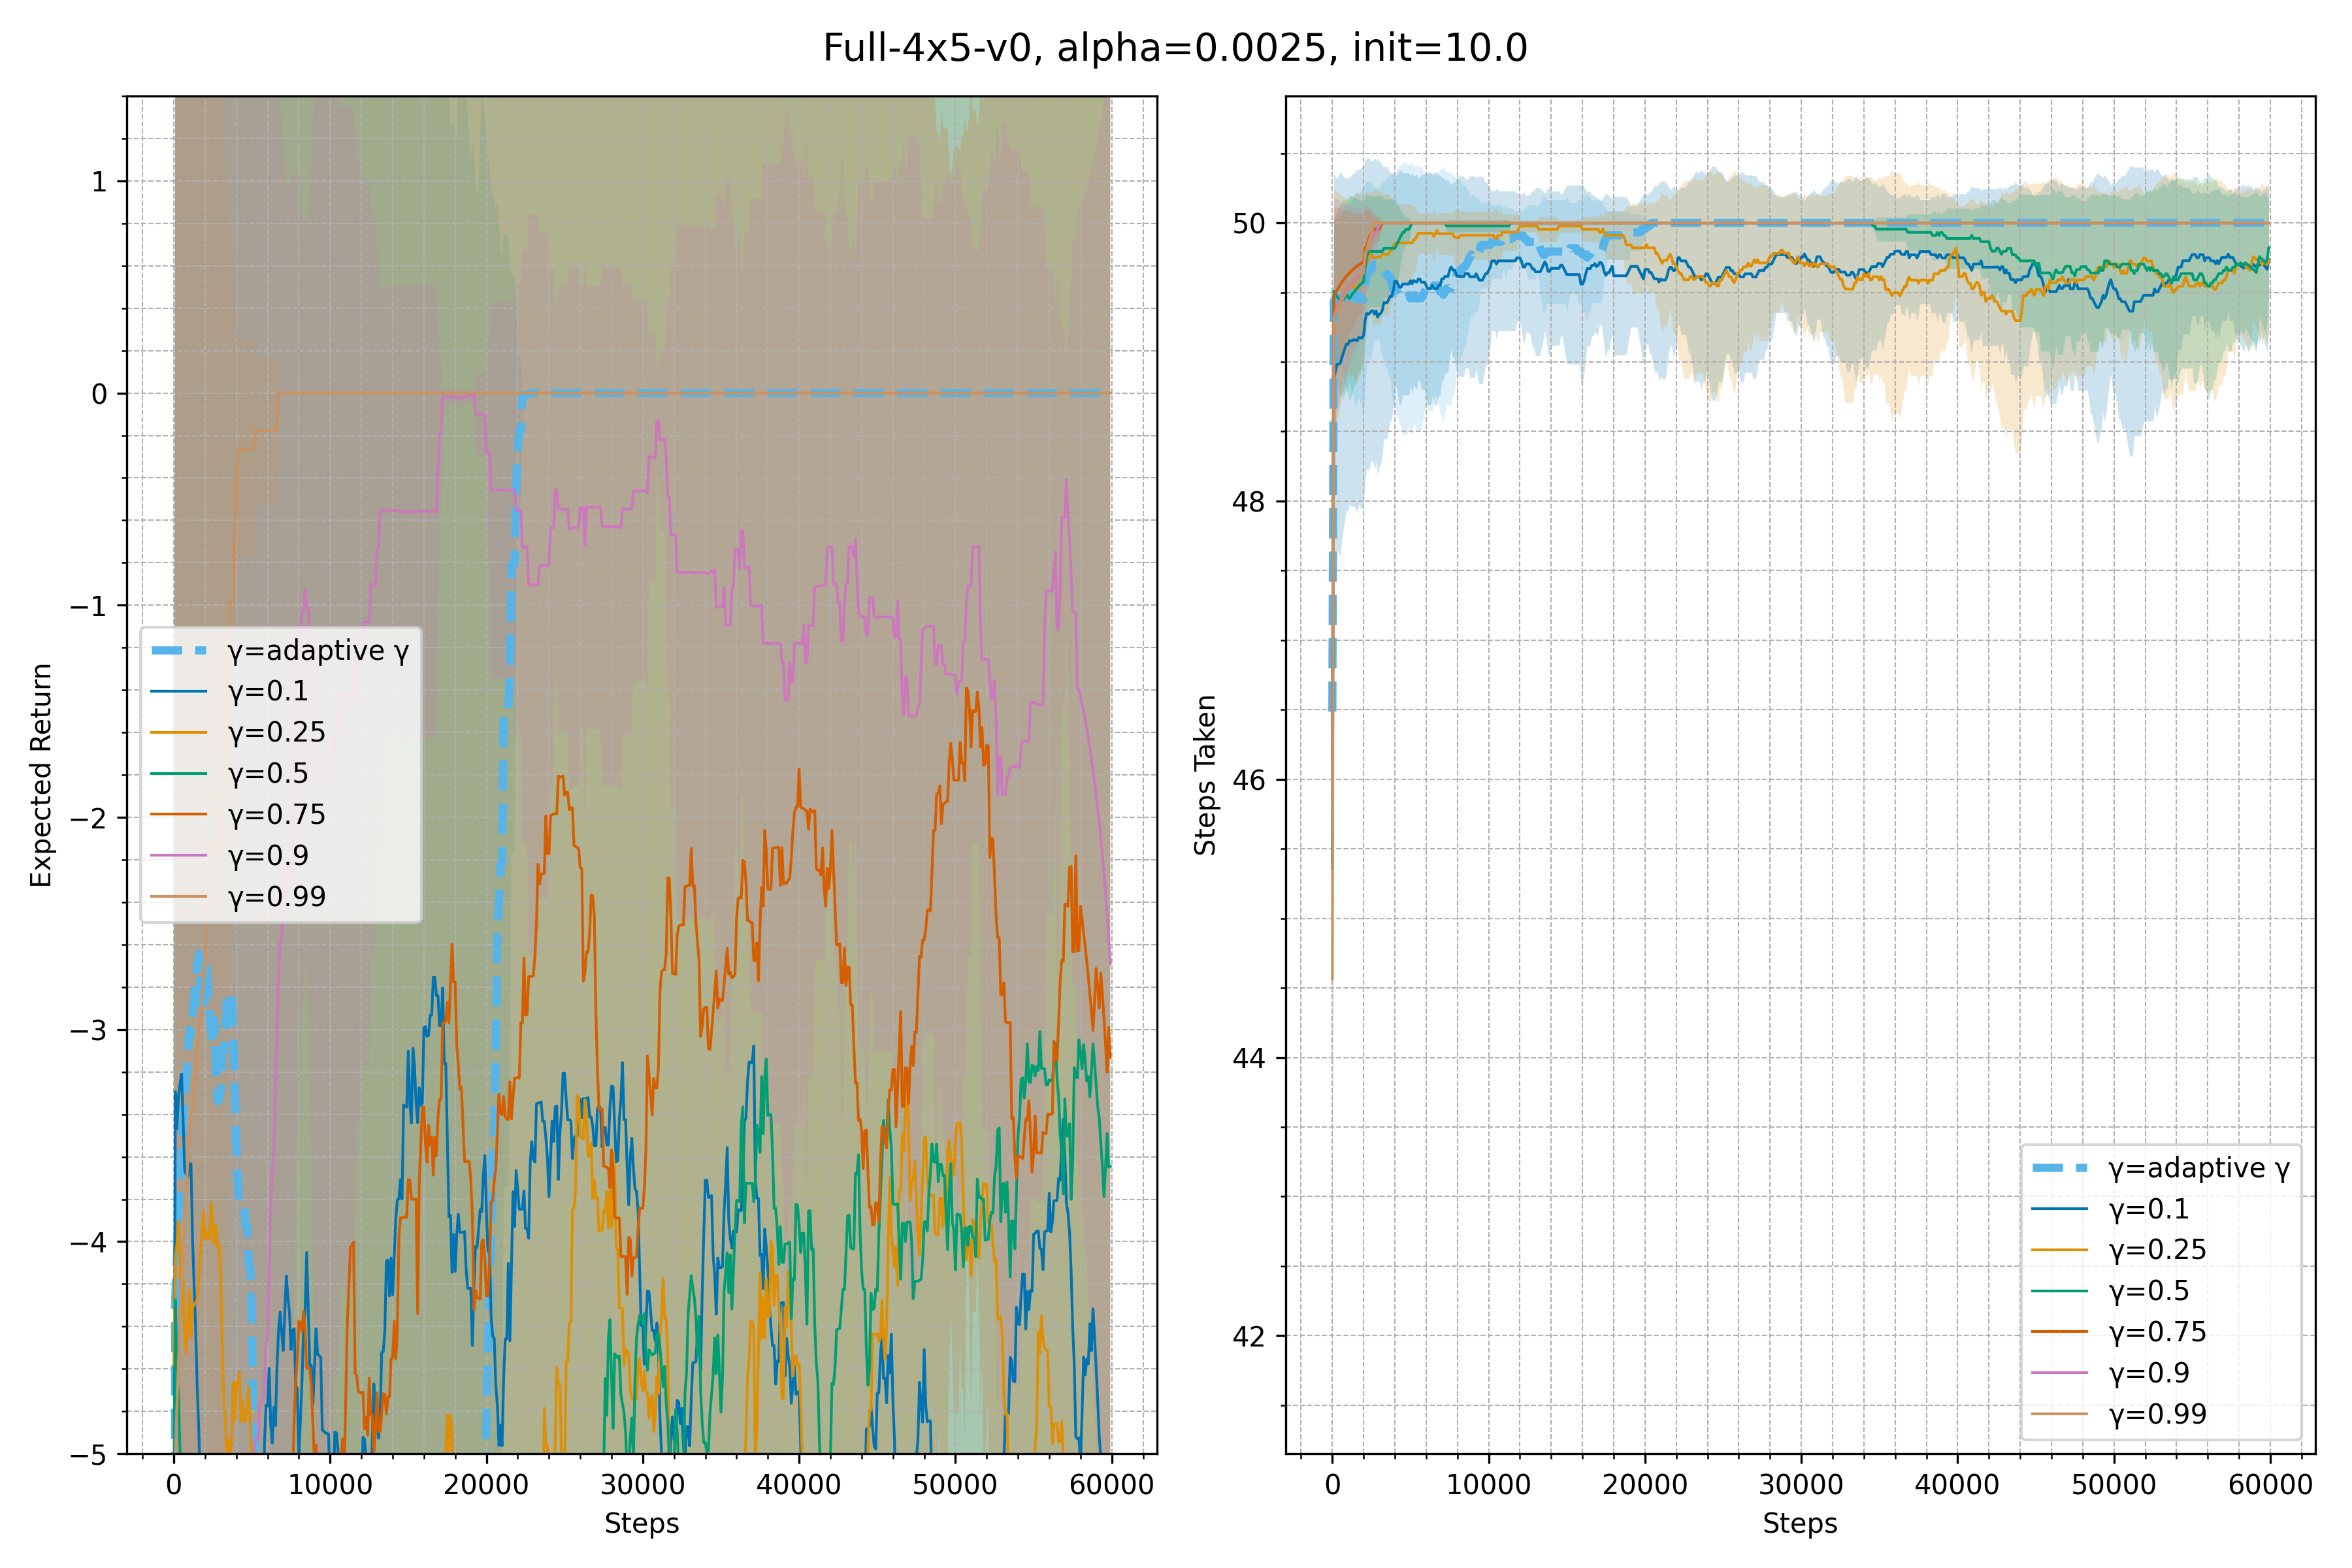 Full-4x5-v0, alpha=0.0025, init=10.0
1
0
−1
−2
−3
−4
−5
Expected Return
γ=adaptive γ
γ=0.1
γ=0.25
γ=0.5
γ=0.75
γ=0.9
γ=0.99
0
10000
20000
30000
40000
50000
60000
Steps
50
48
46
44
42
Steps Taken
γ=adaptive γ
γ=0.1
γ=0.25
γ=0.5
γ=0.75
γ=0.9
γ=0.99
0
10000
20000
30000
40000
50000
60000
Steps